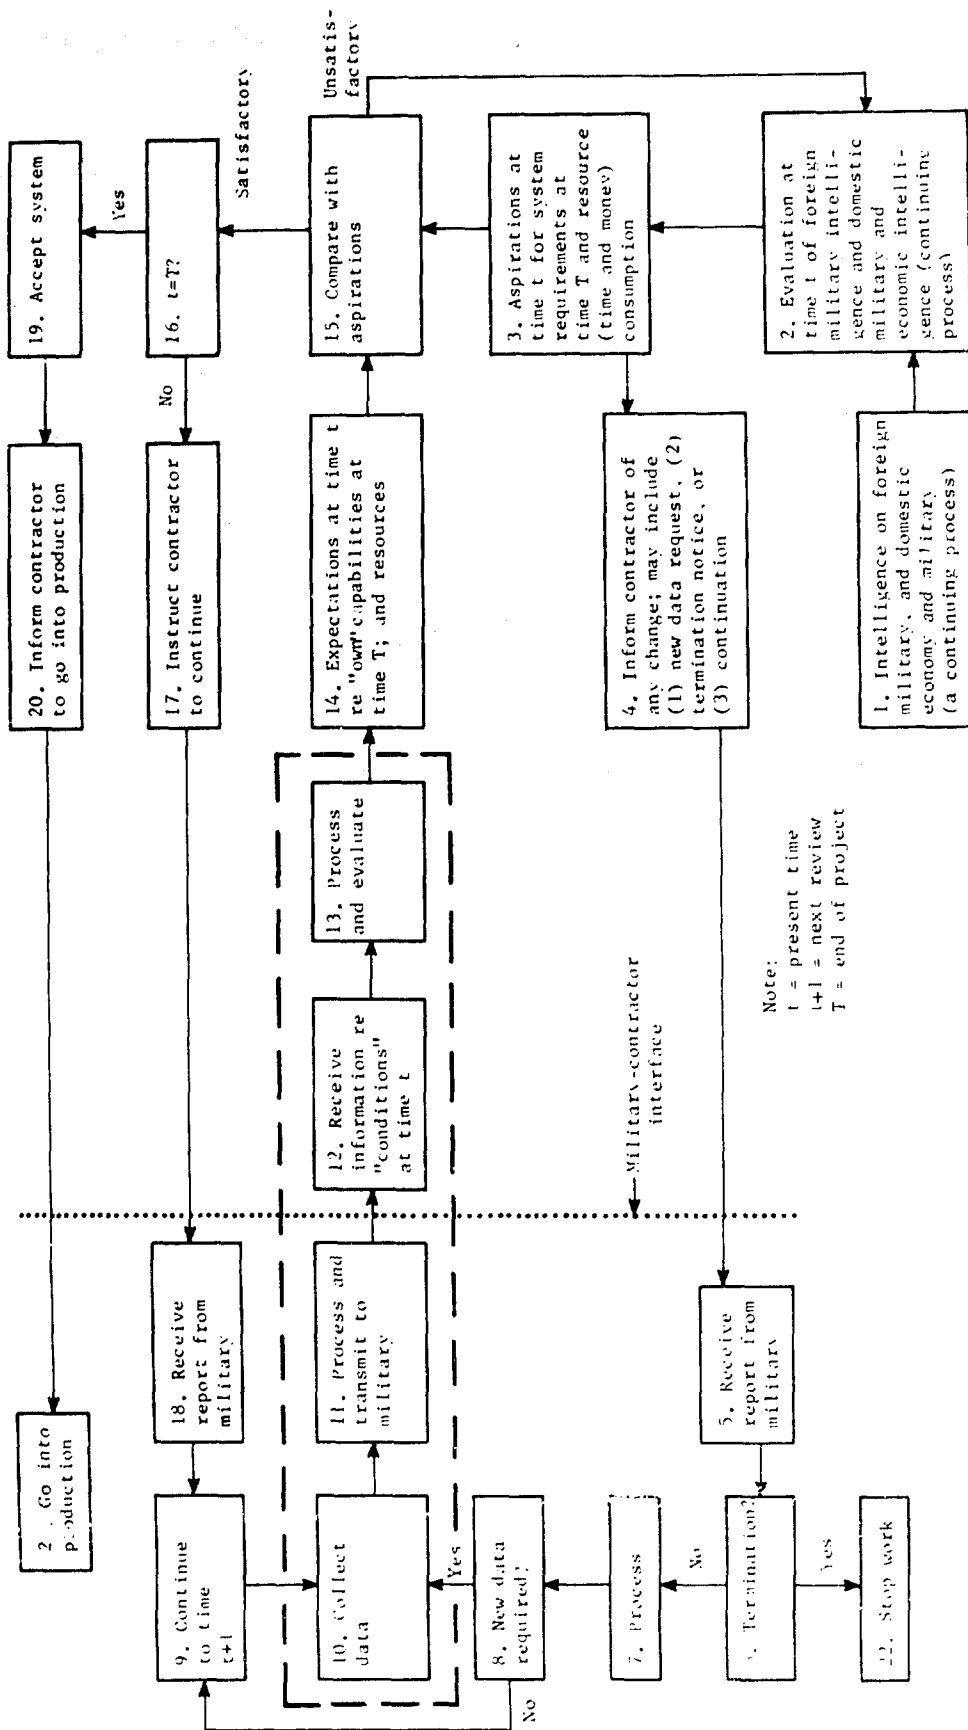 2 . Go into
production
20. Inform contractor
to go into production
19. Accept system
Yes
9. Continue
to time
t+1
18. Receive
report from
military
17. Instruct contractor
to continue
No
16. t=T?
Satisfactory
10. Collect
data
11. Process and
transmit to
military
12. Receive
information re
"conditions"
at time t
13. Process
and evaluate
14. Expectations at time t
re "own"capabilities at
time T; and resources
15. Compare with
aspirations
Unsatis-
factory
Yes
No
8. New data
required?
7. Process
No
Termination?
Yes
22. Stop work
5. Receive
report from
military
Military-contractor
interface
4. Inform contractor of
any change; may include
(1) new data request, (2)
termination notice, or
(3) continuation
3. Aspirations at
time t for system
requirements at
time T and resource
(time and money)
consumption
Note:
t = present time
t+1 = next review
T = end of project
1. Intelligence on foreign
military, and domestic
economy and military
(a continuing process)
2. Evaluation at
time t of foreign
military intelli-
gence and domestic
military and
economic intelli-
gence (continuing
process)